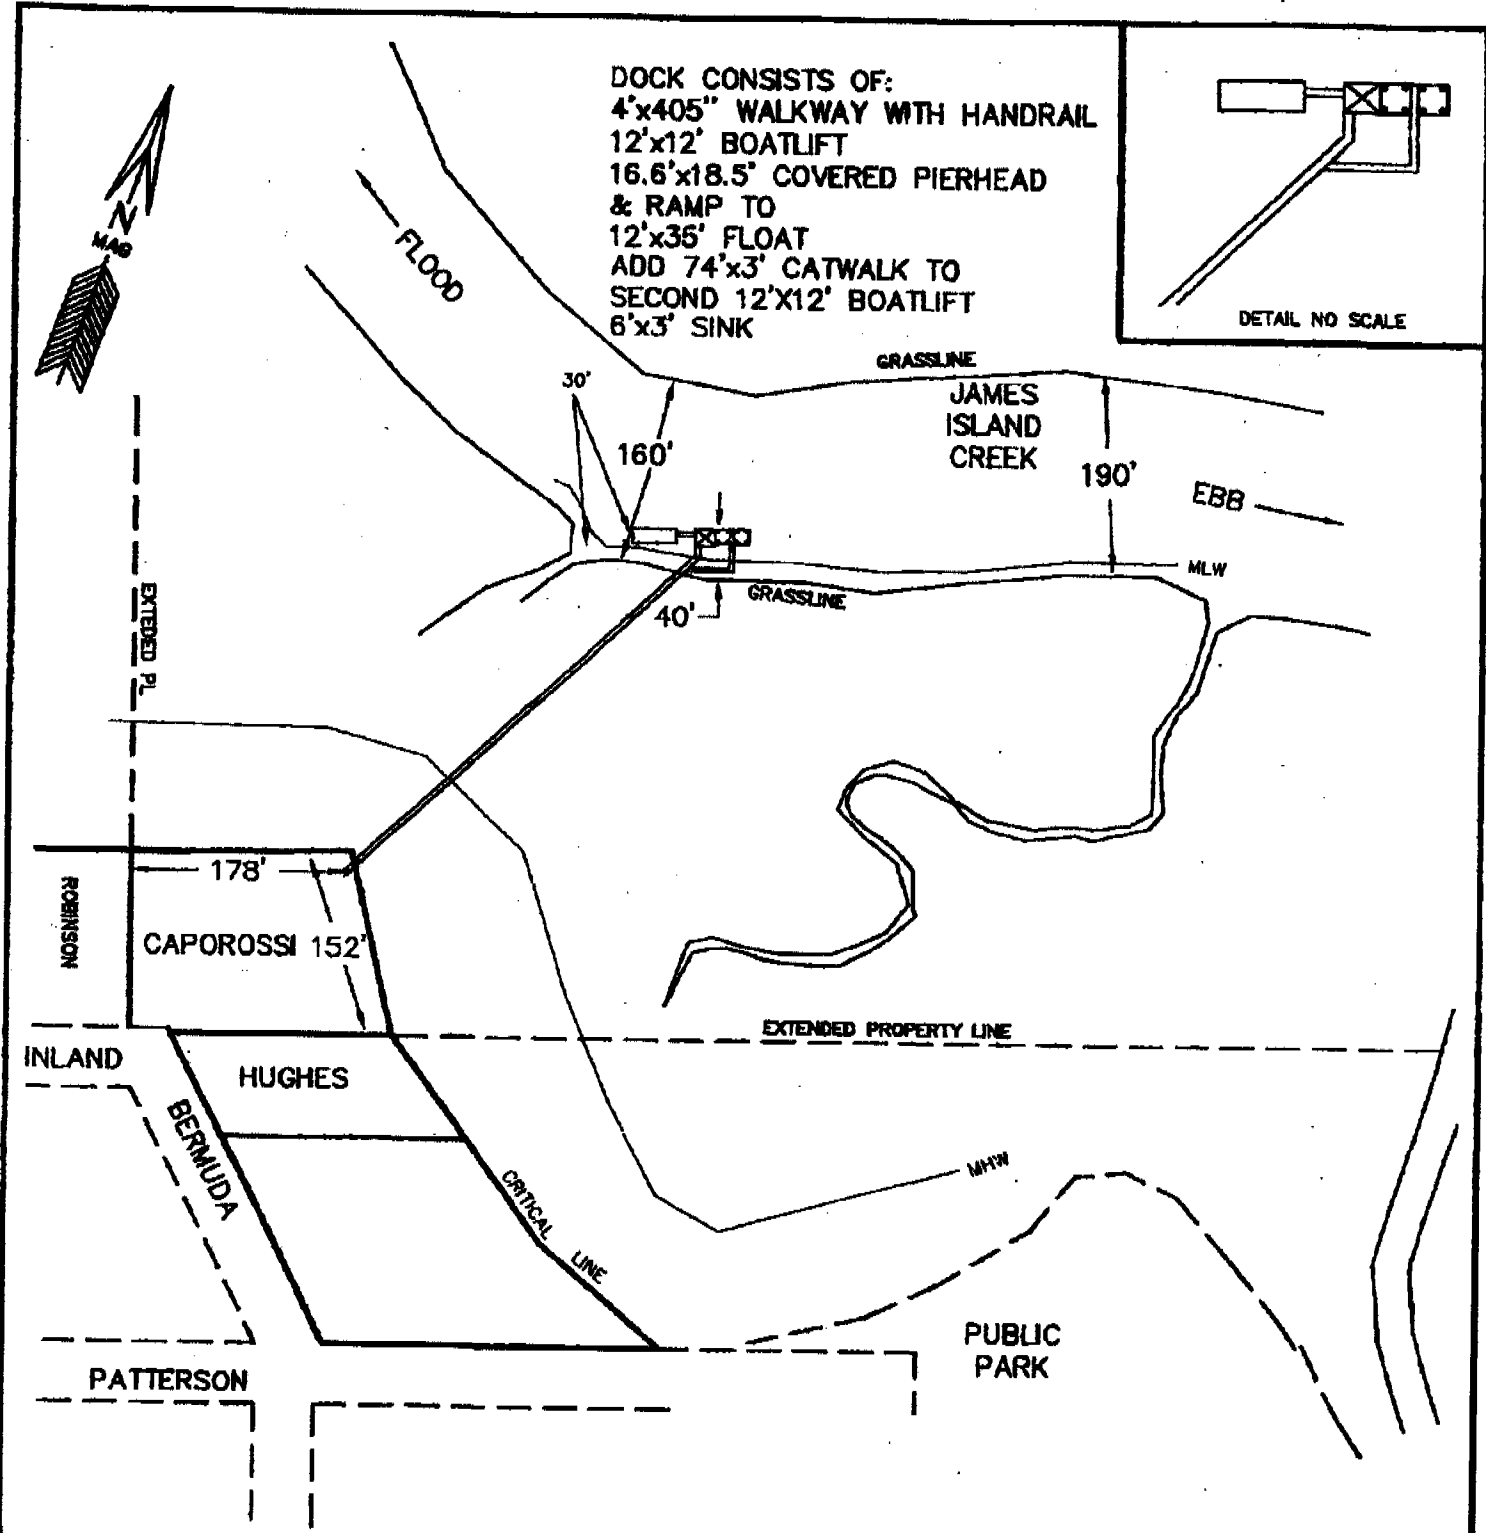 DOCK CONSISTS OF:
4'x405" WALKWAY WITH HANDRAIL
12'x12' BOATLIFT
16.6'x18.5' COVERED PIERHEAD
& RAMP TO
12'x35' FLOAT
ADD 74'x3' CATWALK TO
SECOND 12'X12' BOATLIFT
6'x3' SINK
DETAIL NO SCALE
N
MAG
FLOOD
GRASSLINE
JAMES
ISLAND
CREEK
30'
160'
190'
EBB
MLW
GRASSLINE
40'
EXTEDED PL
178'
ROBINSON
CAPOROSSI 152'
EXTENDED PROPERTY LINE
INLAND
HUGHES
BERMUDA
MHW
CRITICAL LINE
PUBLIC
PARK
PATTERSON